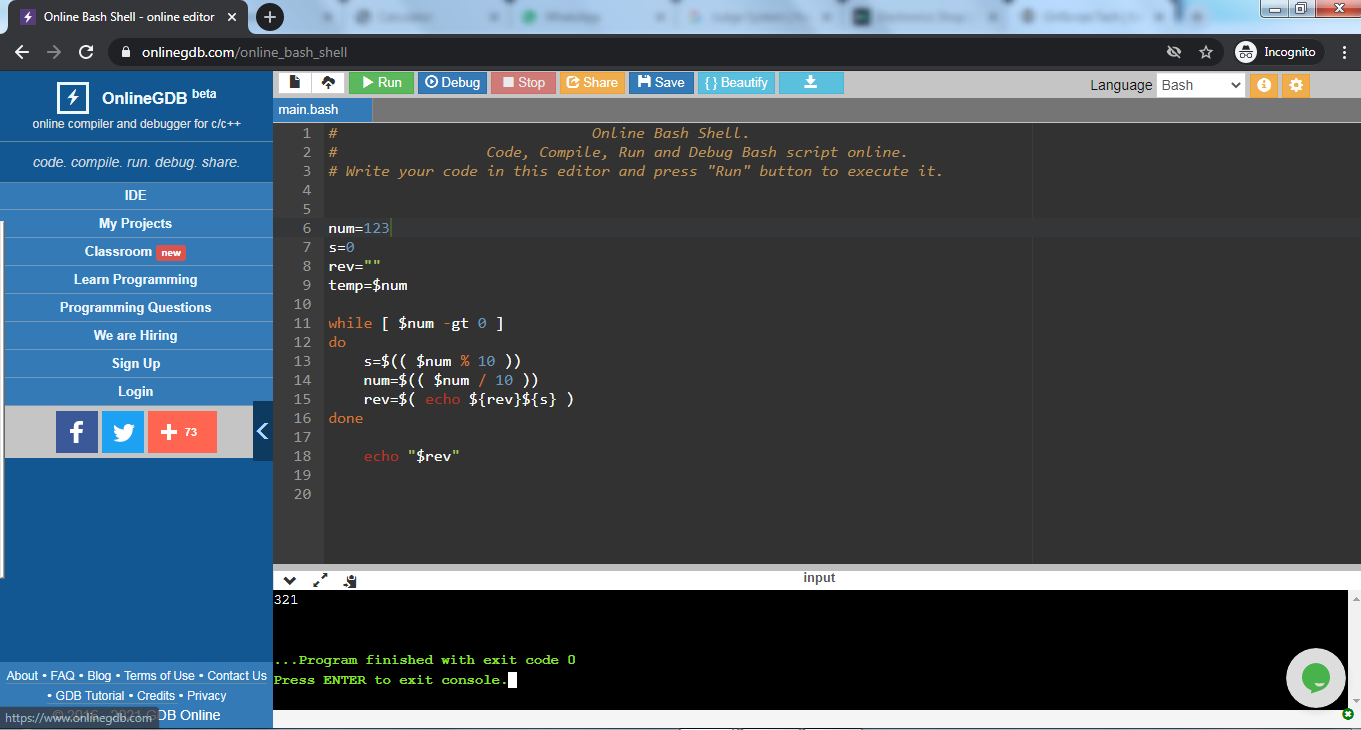 Online Bash Shell - online editor
Calculator
WhatsApp
onlinegdb.com/online_bash_shell
Incognito
OnlineGDB beta
online compiler and debugger for c/c++
code. compile. run. debug. share.
IDE
My Projects
Classroom new
Learn Programming
Programming Questions
We are Hiring
Sign Up
Login
73
About • FAQ • Blog • Terms of Use • Contact Us
• GDB Tutorial • Credits • Privacy
GDB Online
https://www.onlinegdb.com
Run Debug Stop Share Save { } Beautify
Language Bash
main.bash
1 # Online Bash Shell.
2 # Code, Compile, Run and Debug Bash script online.
3 # Write your code in this editor and press "Run" button to execute it.
4
5
6 num=123
7 s=0
8 rev=""
9 temp=$num
10
11 while [ $num -gt 0 ]
12 do
13 s=$(( $num % 10 ))
14 num=$(( $num / 10 ))
15 rev=$( echo ${rev}${s} )
16 done
17
18 echo "$rev"
19
20
input
321
...Program finished with exit code 0
Press ENTER to exit console.